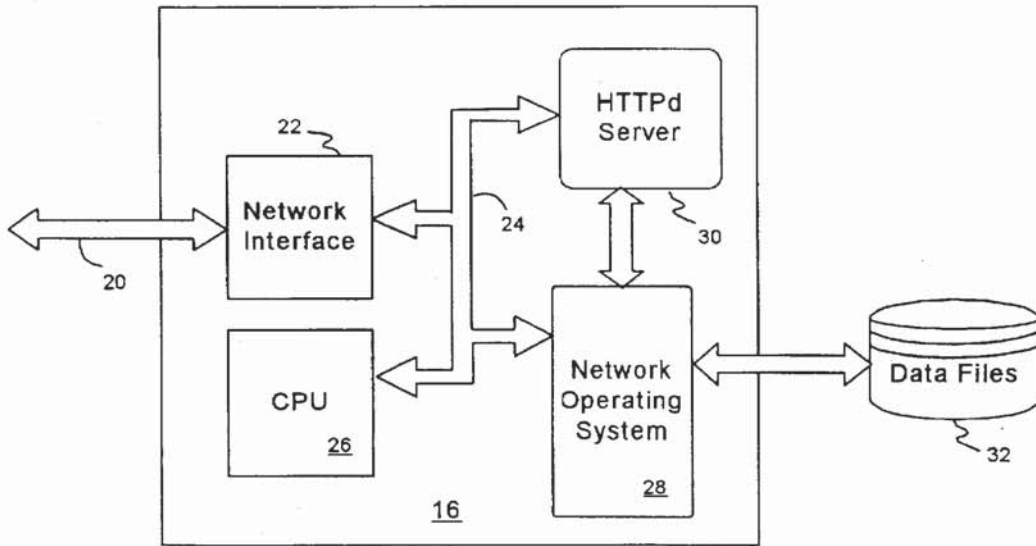 HTTPd
Server
30
22
Network
Interface
24
20
CPU
26
Network
Operating
System
28
Data Files
32
16